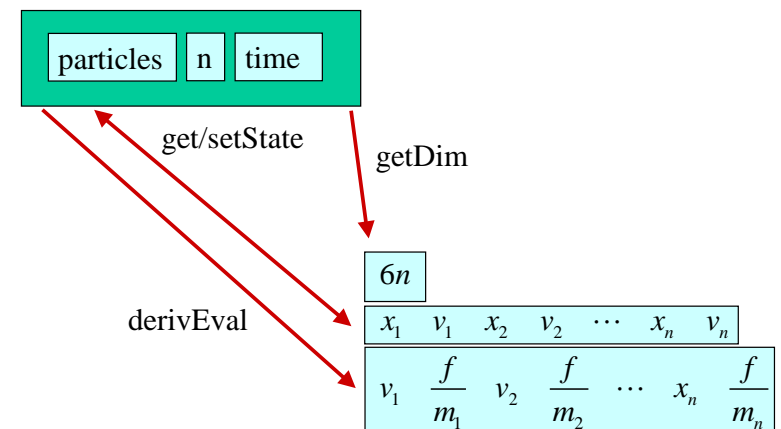 particles n time
get/setState
getDim
6n
derivEval
x₁ v₁ x₂ v₂ ⋯ xₙ vₙ
v₁ f/m₁ v₂ f/m₂ ⋯ xₙ f/mₙ